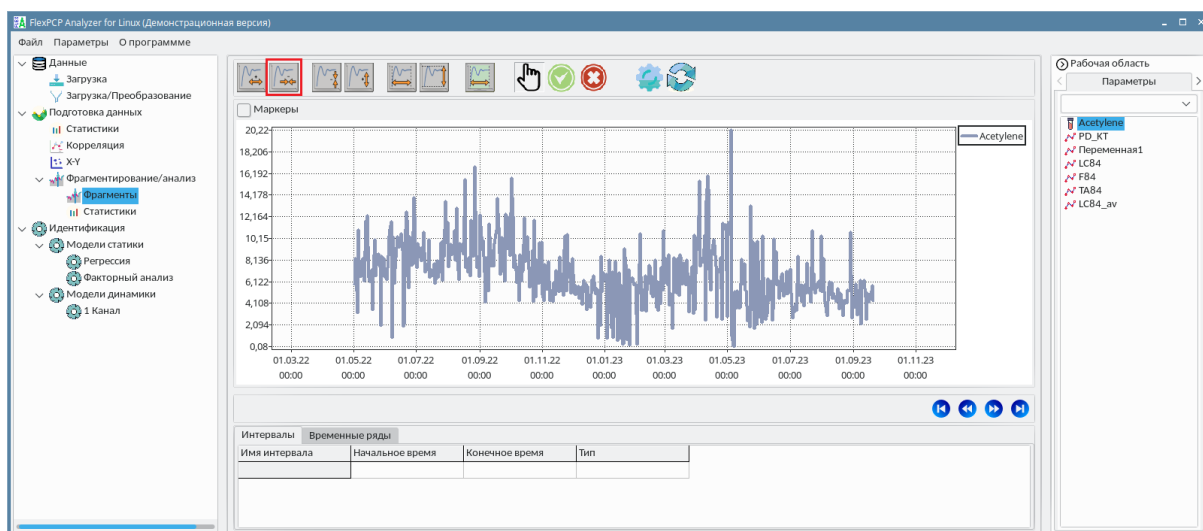 FlexPCP Analyzer for Linux (Демонстрационная версия)
Файл Параметры О программме
Данные
Загрузка
Загрузка/Преобразование
Подготовка данных
Статистики
Корреляция
X-Y
Фрагментирование/анализ
Фрагменты
Статистики
Идентификация
Модели статики
Регрессия
Факторный анализ
Модели динамики
1 Канал
Маркеры
20,22
18,206
16,192
14,178
12,164
10,15
8,136
6,122
4,108
2,094
0,08
01.03.22 01.05.22 01.07.22 01.09.22 01.11.22 01.01.23 01.03.23 01.05.23 01.07.23 01.09.23 01.11.23
00:00 00:00 00:00 00:00 00:00 00:00 00:00 00:00 00:00 00:00 00:00
Acetylene
Интервалы Временные ряды
Имя интервала Начальное время Конечное время Тип
Рабочая область
Параметры
Acetylene
PD_KT
Переменная1
LC84
F84
TA84
LC84_av